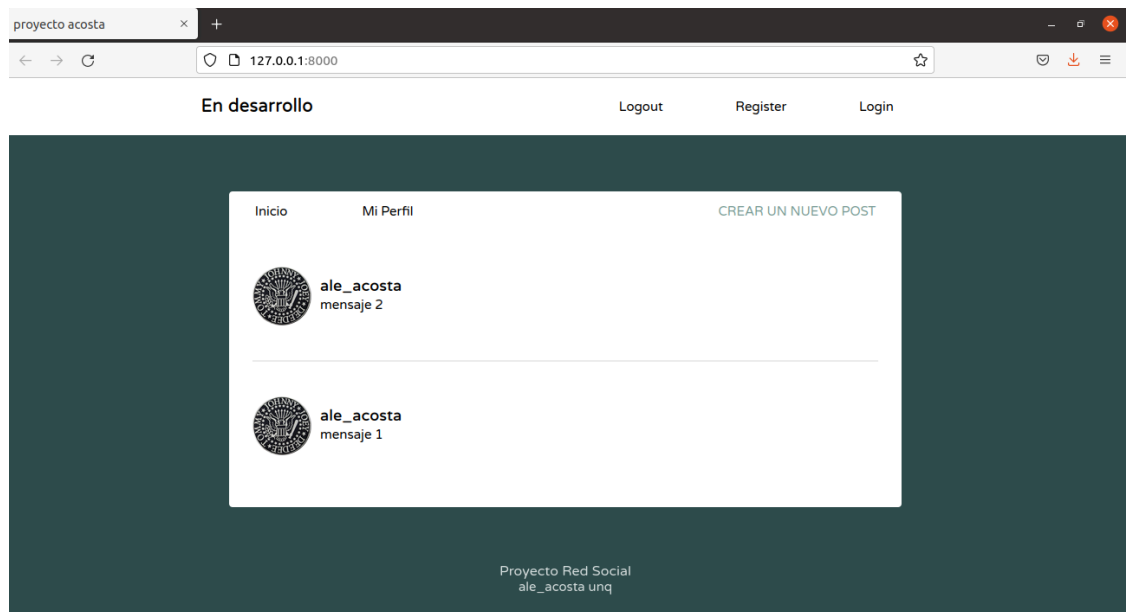 proyecto acosta
127.0.0.1:8000
En desarrollo Logout Register Login
Inicio Mi Perfil CREAR UN NUEVO POST
ale_acosta
mensaje 2
ale_acosta
mensaje 1
Proyecto Red Social
ale_acosta unq